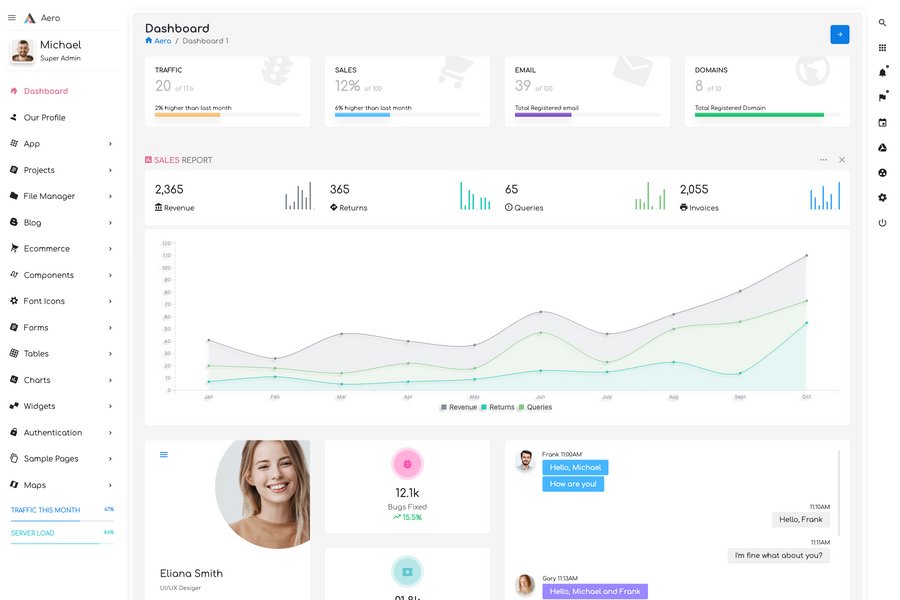 Aero
Michael
Super Admin
Dashboard
Our Profile
App
Projects
File Manager
Blog
Ecommerce
Components
Font Icons
Forms
Tables
Charts
Widgets
Authentication
Sample Pages
Maps
TRAFFIC THIS MONTH 67%
SERVER LOAD 86%
Dashboard
Aero / Dashboard 1
TRAFFIC
20 of 1Tb
2% higher than last month
SALES
12% of 100
6% higher than last month
EMAIL
39 of 100
Total Registered email
DOMAINS
8 of 10
Total Registered Domain
SALES REPORT
2,365
Revenue
365
Returns
65
Queries
2,055
Invoices
120
110
100
90
80
70
60
50
40
30
20
10
0
Jan Feb Mar Apr May Jun July Aug Sept Oct
Revenue Returns Queries
Eliana Smith
UI/UX Desiger
12.1k
Bugs Fixed
15.5%
Frank 11:00AM
Hello, Michael
How are you!
11:10AM
Hello, Frank
11:11AM
I'm fine what about you?
Gary 11:13AM
Hello, Michael and Frank